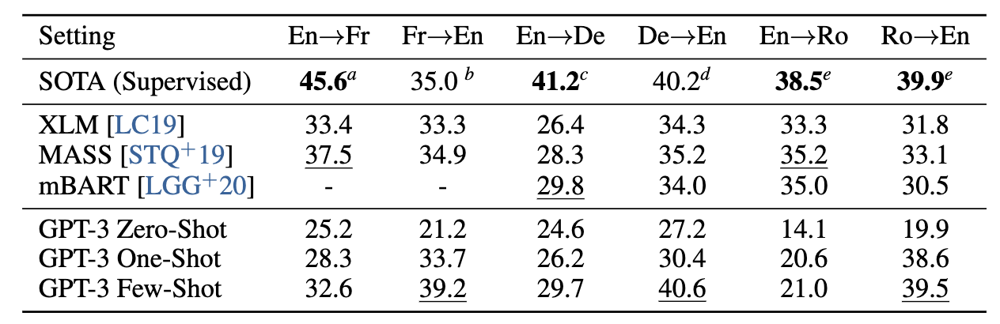 Setting En→Fr Fr→En En→De De→En En→Ro Ro→En
SOTA (Supervised) 45.6a 35.0 b 41.2c 40.2d 38.5e 39.9e
XLM [LC19] 33.4 33.3 26.4 34.3 33.3 31.8
MASS [STQ+19] 37.5 34.9 28.3 35.2 35.2 33.1
mBART [LGG+20] - - 29.8 34.0 35.0 30.5
GPT-3 Zero-Shot 25.2 21.2 24.6 27.2 14.1 19.9
GPT-3 One-Shot 28.3 33.7 26.2 30.4 20.6 38.6
GPT-3 Few-Shot 32.6 39.2 29.7 40.6 21.0 39.5